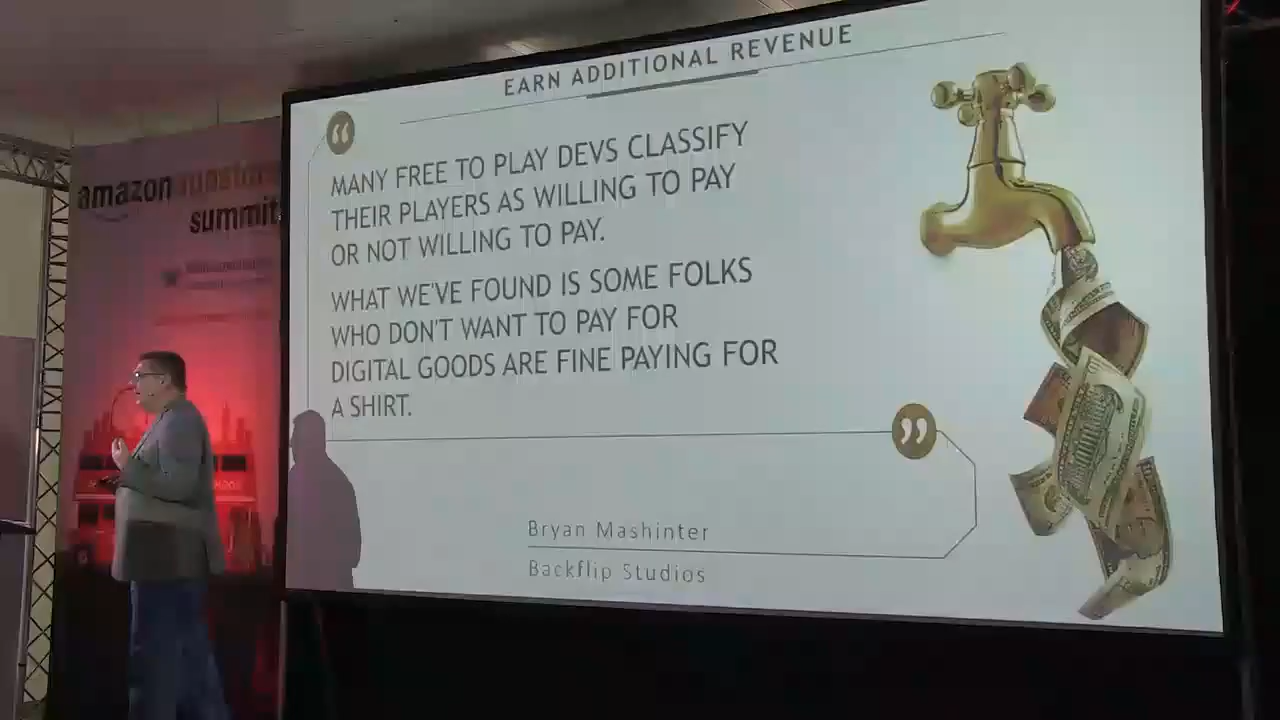 EARN ADDITIONAL REVENUE
“
MANY FREE TO PLAY DEVS CLASSIFY
THEIR PLAYERS AS WILLING TO PAY
OR NOT WILLING TO PAY.
WHAT WE'VE FOUND IS SOME FOLKS
WHO DON'T WANT TO PAY FOR
DIGITAL GOODS ARE FINE PAYING FOR
A SHIRT.
”
Bryan Mashinter
Backflip Studios
amazon
summit